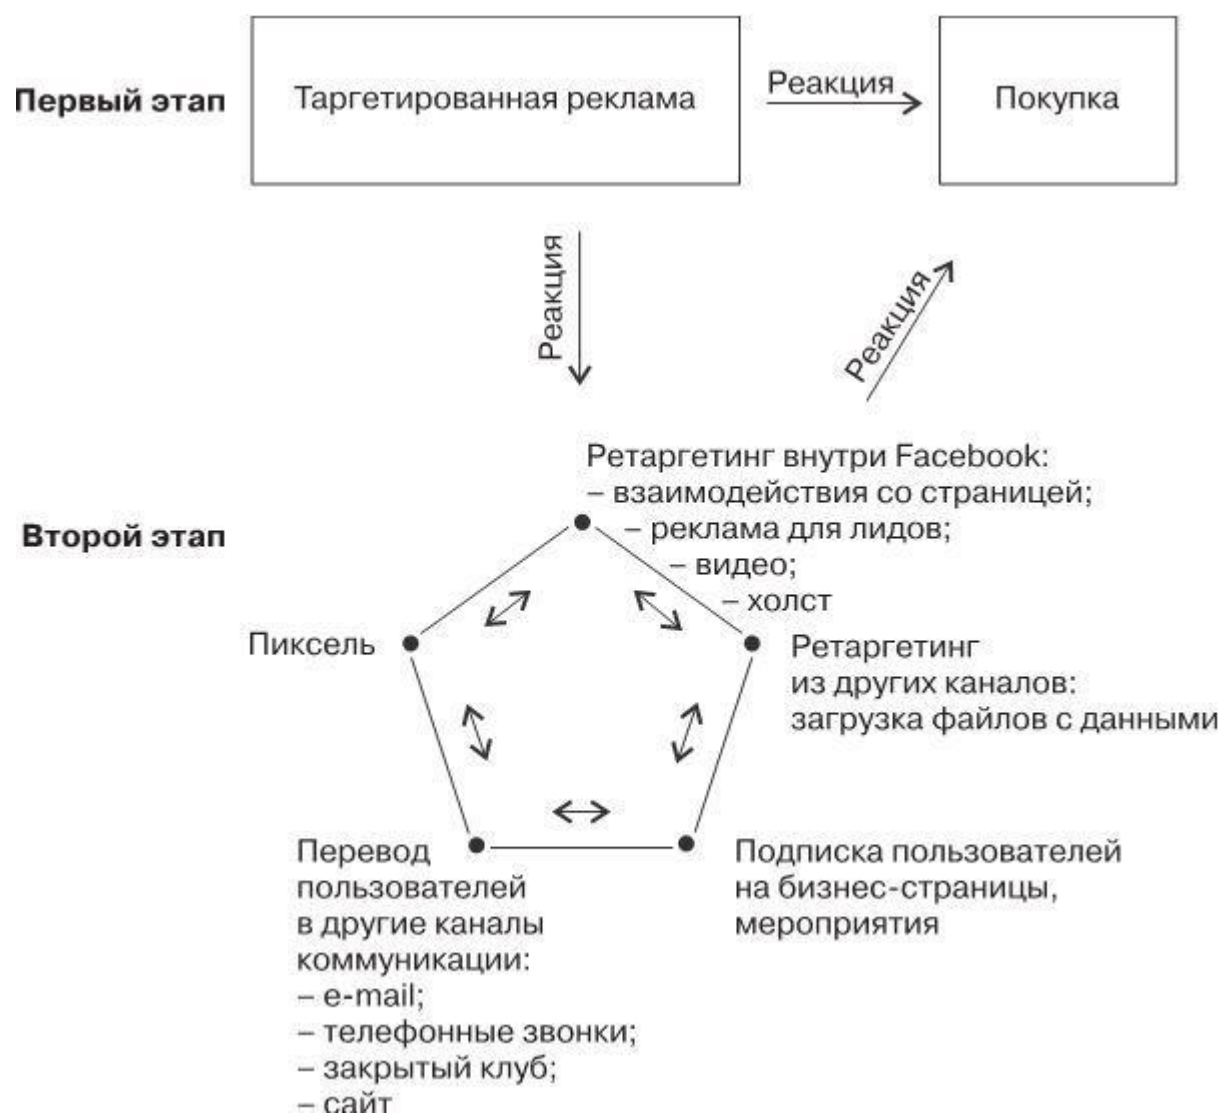 Первый этап
Таргетированная реклама
Реакция
Покупка
Реакция
Реакция
Ретаргетинг внутри Facebook:
– взаимодействия со страницей;
– реклама для лидов;
– видео;
– холст
Второй этап
Пиксель
Ретаргетинг
из других каналов:
загрузка файлов с данными
Перевод
пользователей
в другие каналы
коммуникации:
– e-mail;
– телефонные звонки;
– закрытый клуб;
– сайт
Подписка пользователей
на бизнес-страницы,
мероприятия